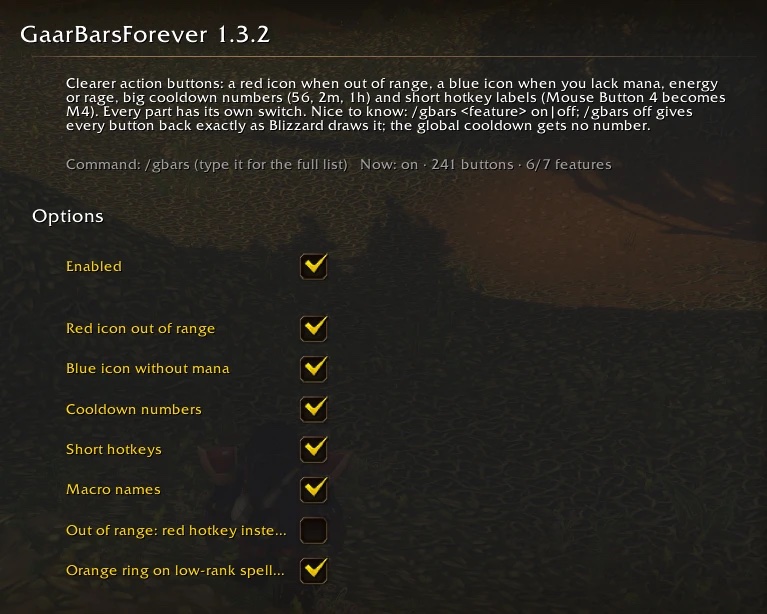 GaarBarsForever 1.3.2
Clearer action buttons: a red icon when out of range, a blue icon when you lack mana, energy
or rage, big cooldown numbers (56, 2m, 1h) and short hotkey labels (Mouse Button 4 becomes
M4). Every part has its own switch. Nice to know: /gbars <feature> on|off; /gbars off gives
every button back exactly as Blizzard draws it; the global cooldown gets no number.
Command: /gbars (type it for the full list)   Now: on · 241 buttons · 6/7 features
Options
Enabled
Red icon out of range
Blue icon without mana
Cooldown numbers
Short hotkeys
Macro names
Out of range: red hotkey inste...
Orange ring on low-rank spell...